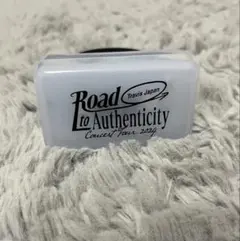 Road
Travis Japan
to Authenticity
Concert Tour 2024